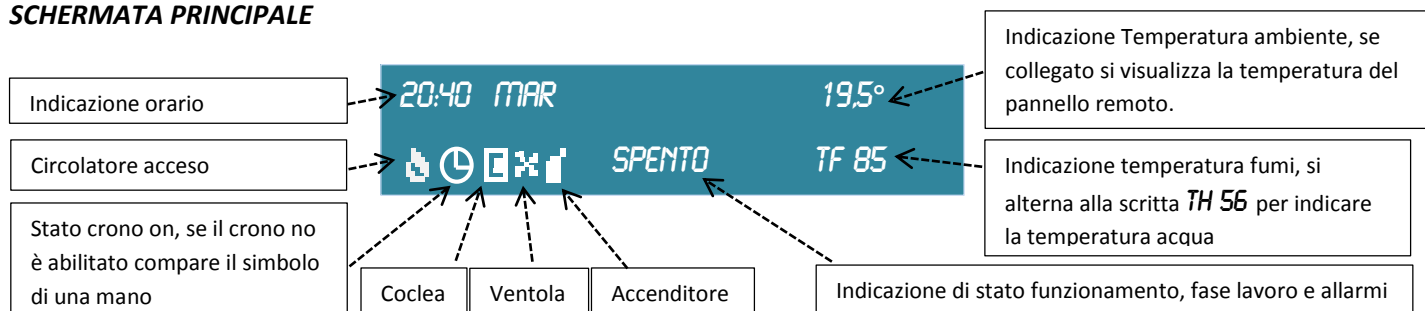 SCHERMATA PRINCIPALE
Indicazione orario
Circolatore acceso
Stato crono on, se il crono no
è abilitato compare il simbolo
di una mano
20:40 MAR 19,5°
SPENTO TF 85
Coclea
Ventola
Accenditore
Indicazione Temperatura ambiente, se
collegato si visualizza la temperatura del
pannello remoto.
Indicazione temperatura fumi, si
alterna alla scritta TH 56 per indicare
la temperatura acqua
Indicazione di stato funzionamento, fase lavoro e allarmi